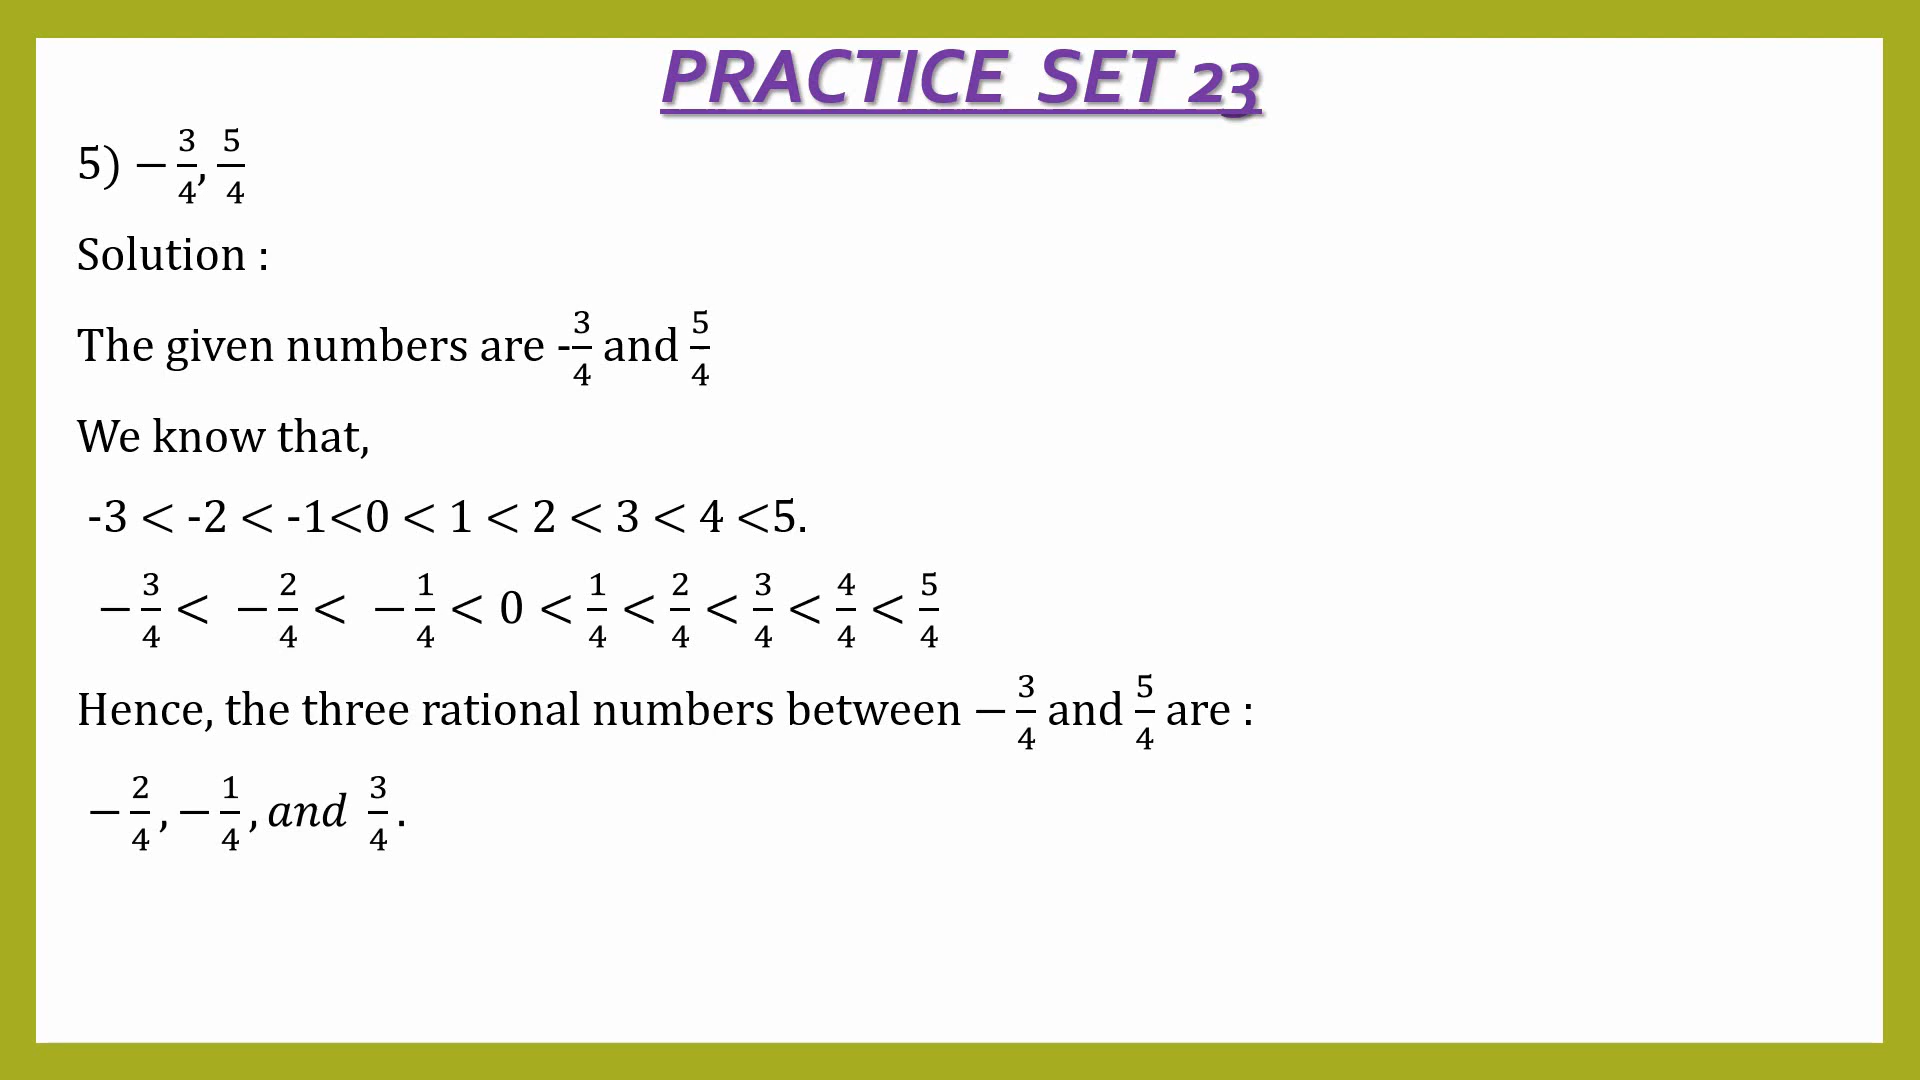 PRACTICE SET 23
5) −3/4, 5/4
Solution :
The given numbers are -3/4 and 5/4
We know that,
-3 < -2 < -1<0 < 1 < 2 < 3 < 4 <5.
−3/4 < −2/4 < −1/4 < 0 < 1/4 < 2/4 < 3/4 < 4/4 < 5/4
Hence, the three rational numbers between −3/4 and 5/4 are :
−2/4, −1/4, and 3/4.